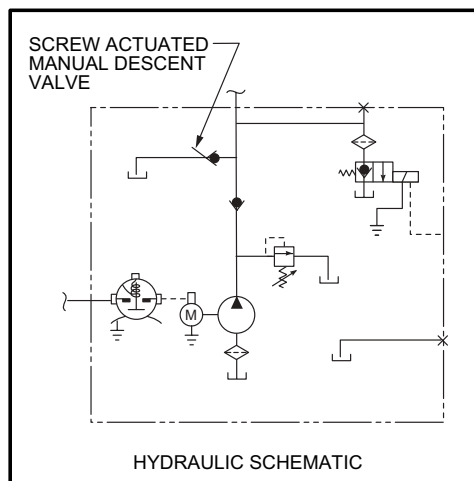 SCREW ACTUATED
MANUAL DESCENT
VALVE
M
HYDRAULIC SCHEMATIC